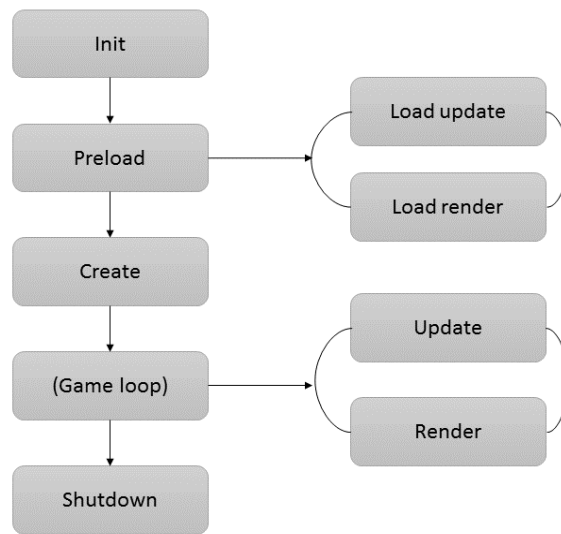 Init
Preload
Load update
Load render
Create
(Game loop)
Update
Render
Shutdown